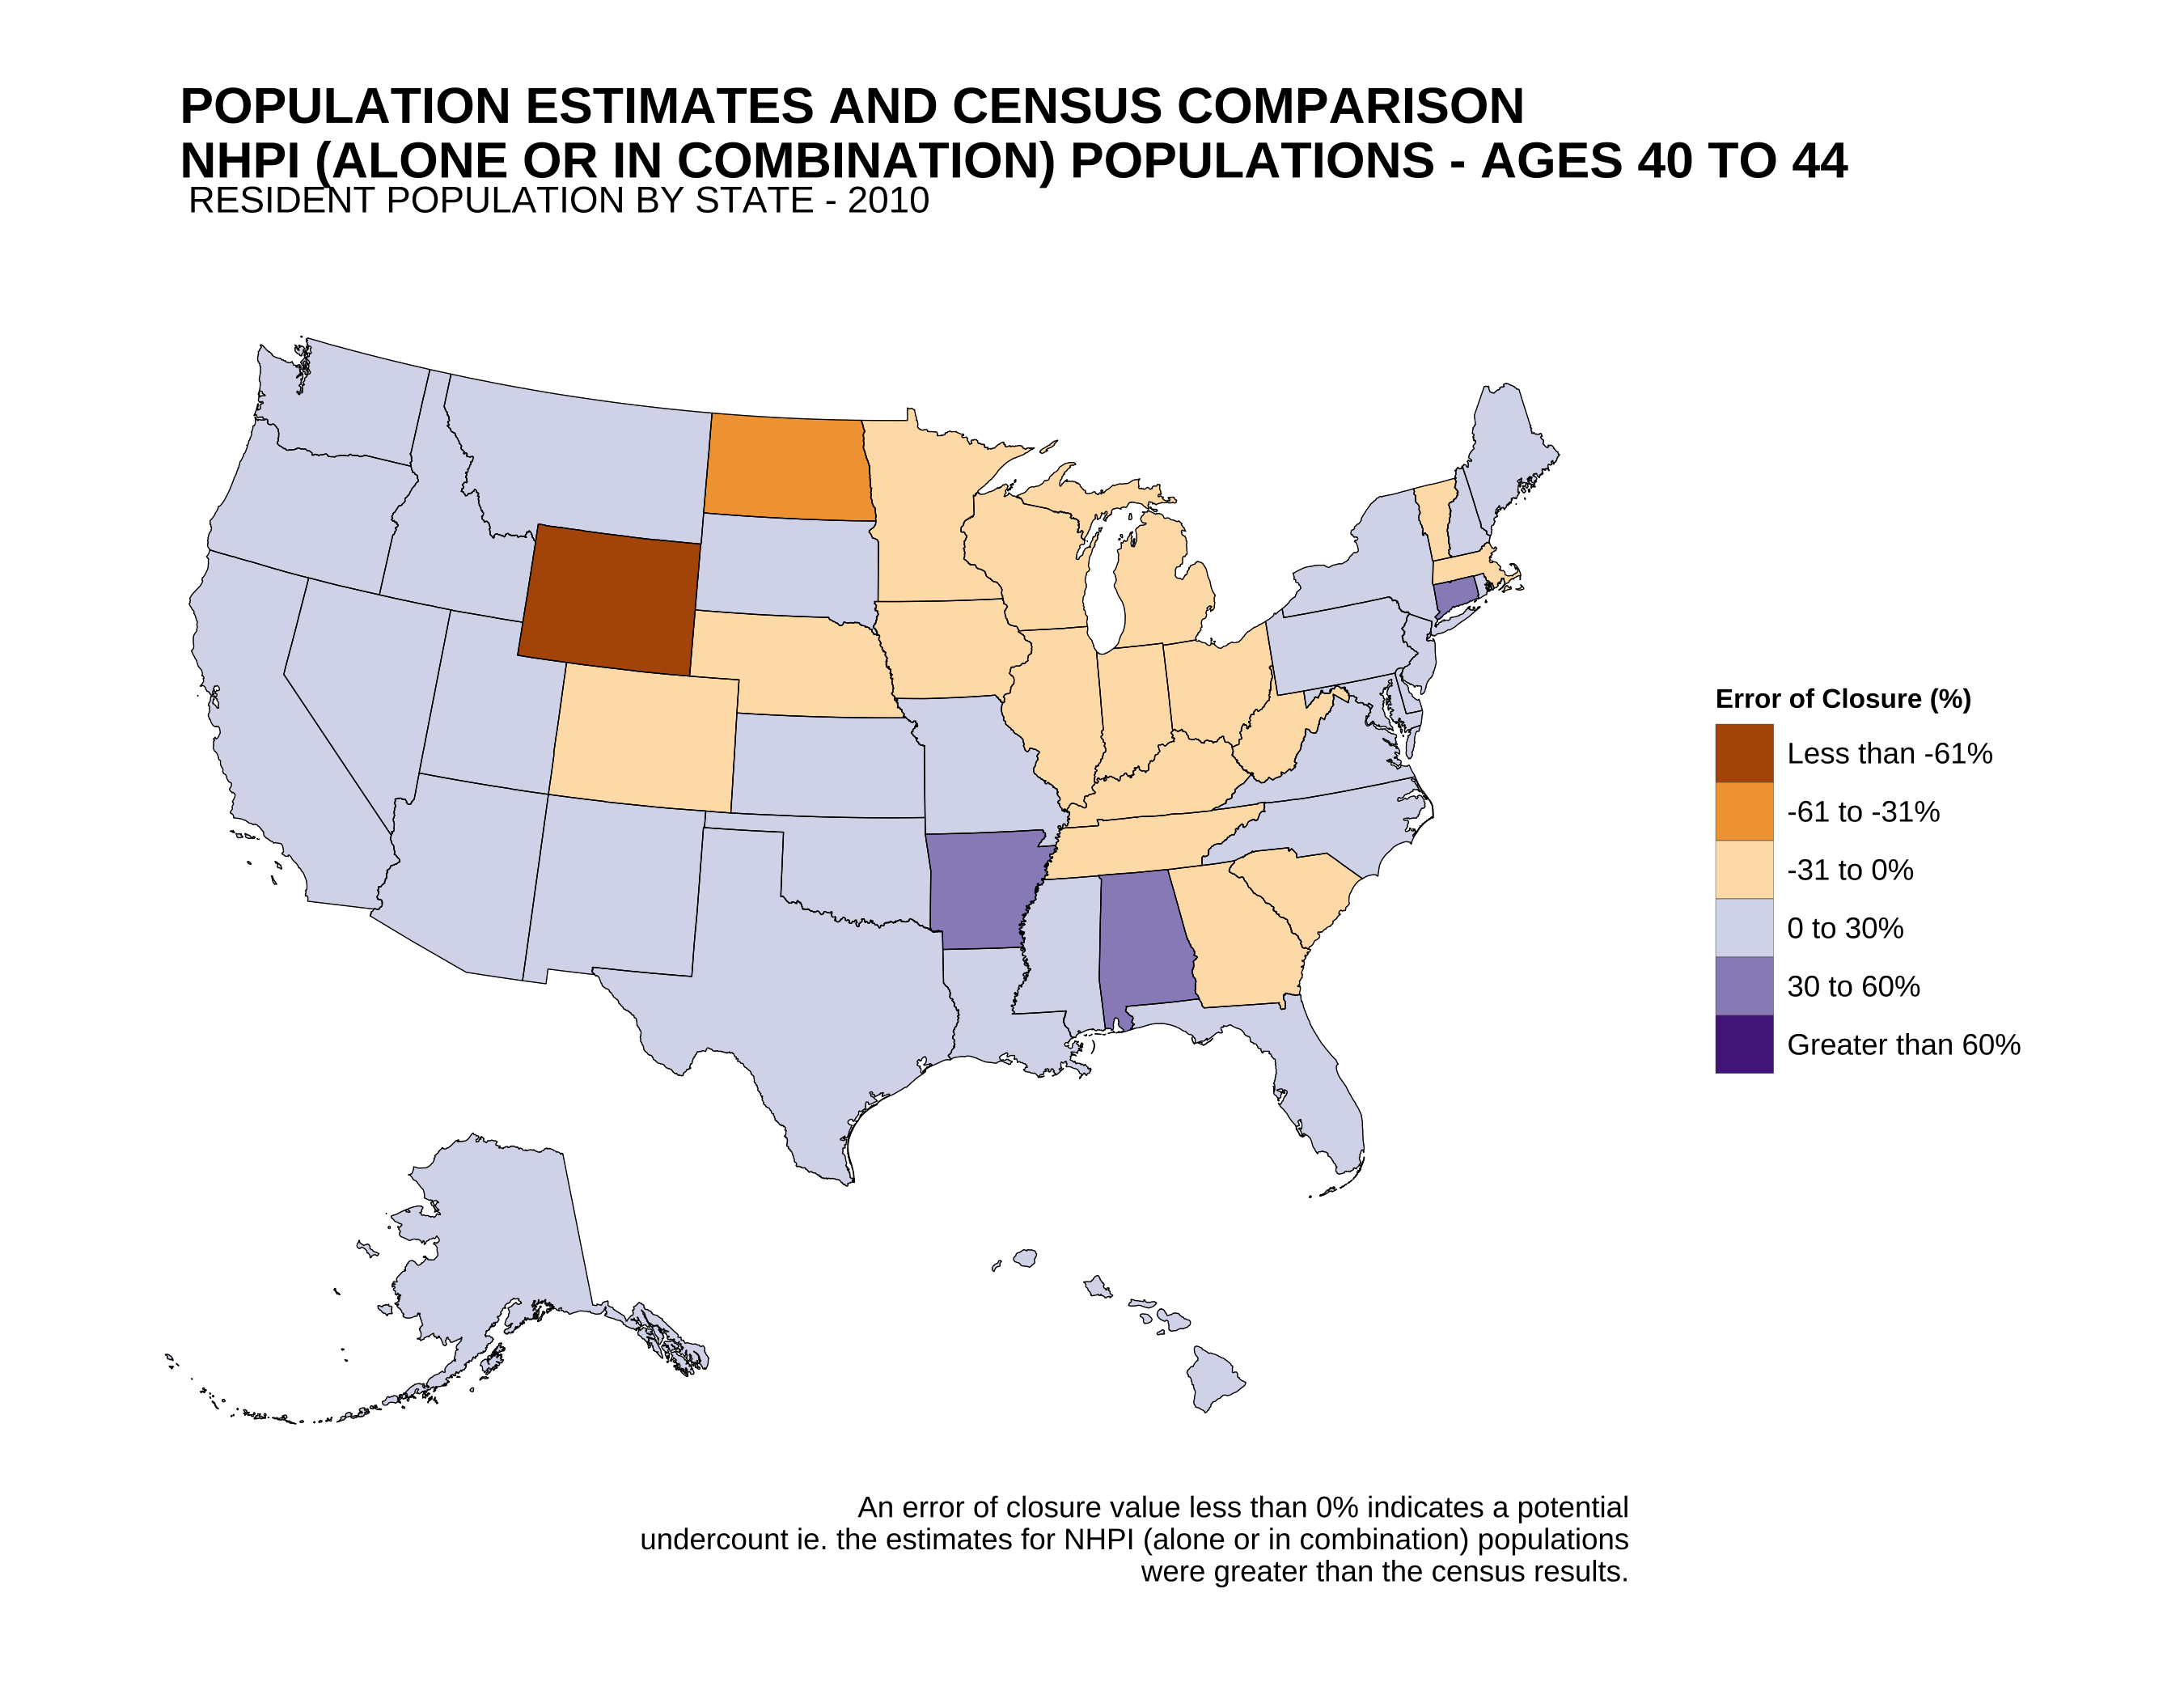 POPULATION ESTIMATES AND CENSUS COMPARISON
NHPI (ALONE OR IN COMBINATION) POPULATIONS - AGES 40 TO 44
RESIDENT POPULATION BY STATE - 2010
Error of Closure (%)
Less than -61%
-61 to -31%
-31 to 0%
0 to 30%
30 to 60%
Greater than 60%
An error of closure value less than 0% indicates a potential
undercount ie. the estimates for NHPI (alone or in combination) populations
were greater than the census results.